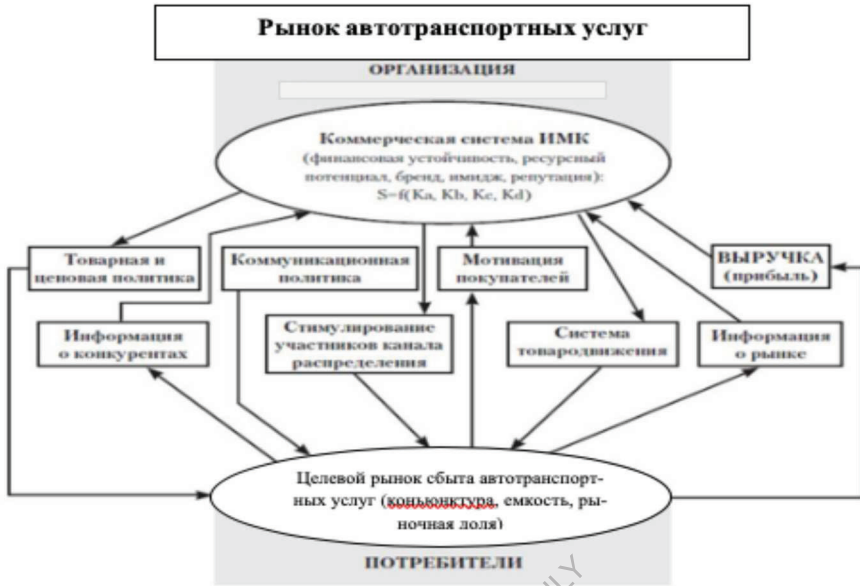 Рынок автотранспортных услуг
ОРГАНИЗАЦИЯ
Коммерческая система ИМК
(финансовая устойчивость, ресурсный
потенциал, бренд, имидж, репутация):
S=f(Ka, Kb, Kc, Kd)
Товарная и
ценовая политика
Коммуникационная
политика
Мотивация
покупателей
ВЫРУЧКА
(прибыль)
Информация
о конкурентах
Стимулирование
участников канала
распределения
Система
товародвижения
Информация
о рынке
Целевой рынок сбыта автотранспорт-
ных услуг (конъюнктура, емкость, ры-
ночная доля)
ПОТРЕБИТЕЛИ